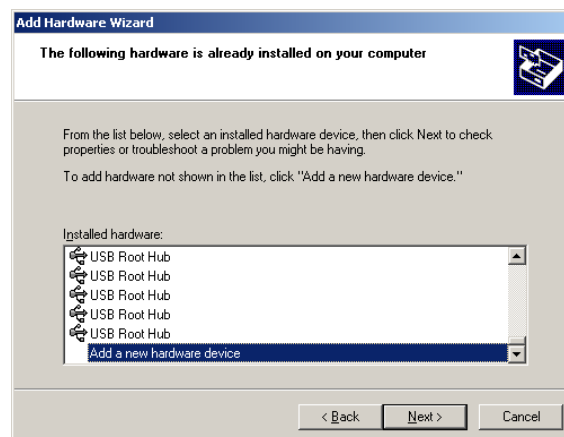 Add Hardware Wizard
The following hardware is already installed on your computer
From the list below, select an installed hardware device, then click Next to check
properties or troubleshoot a problem you might be having.
To add hardware not shown in the list, click "Add a new hardware device."
Installed hardware:
USB Root Hub
USB Root Hub
USB Root Hub
USB Root Hub
USB Root Hub
Add a new hardware device
< Back Next > Cancel